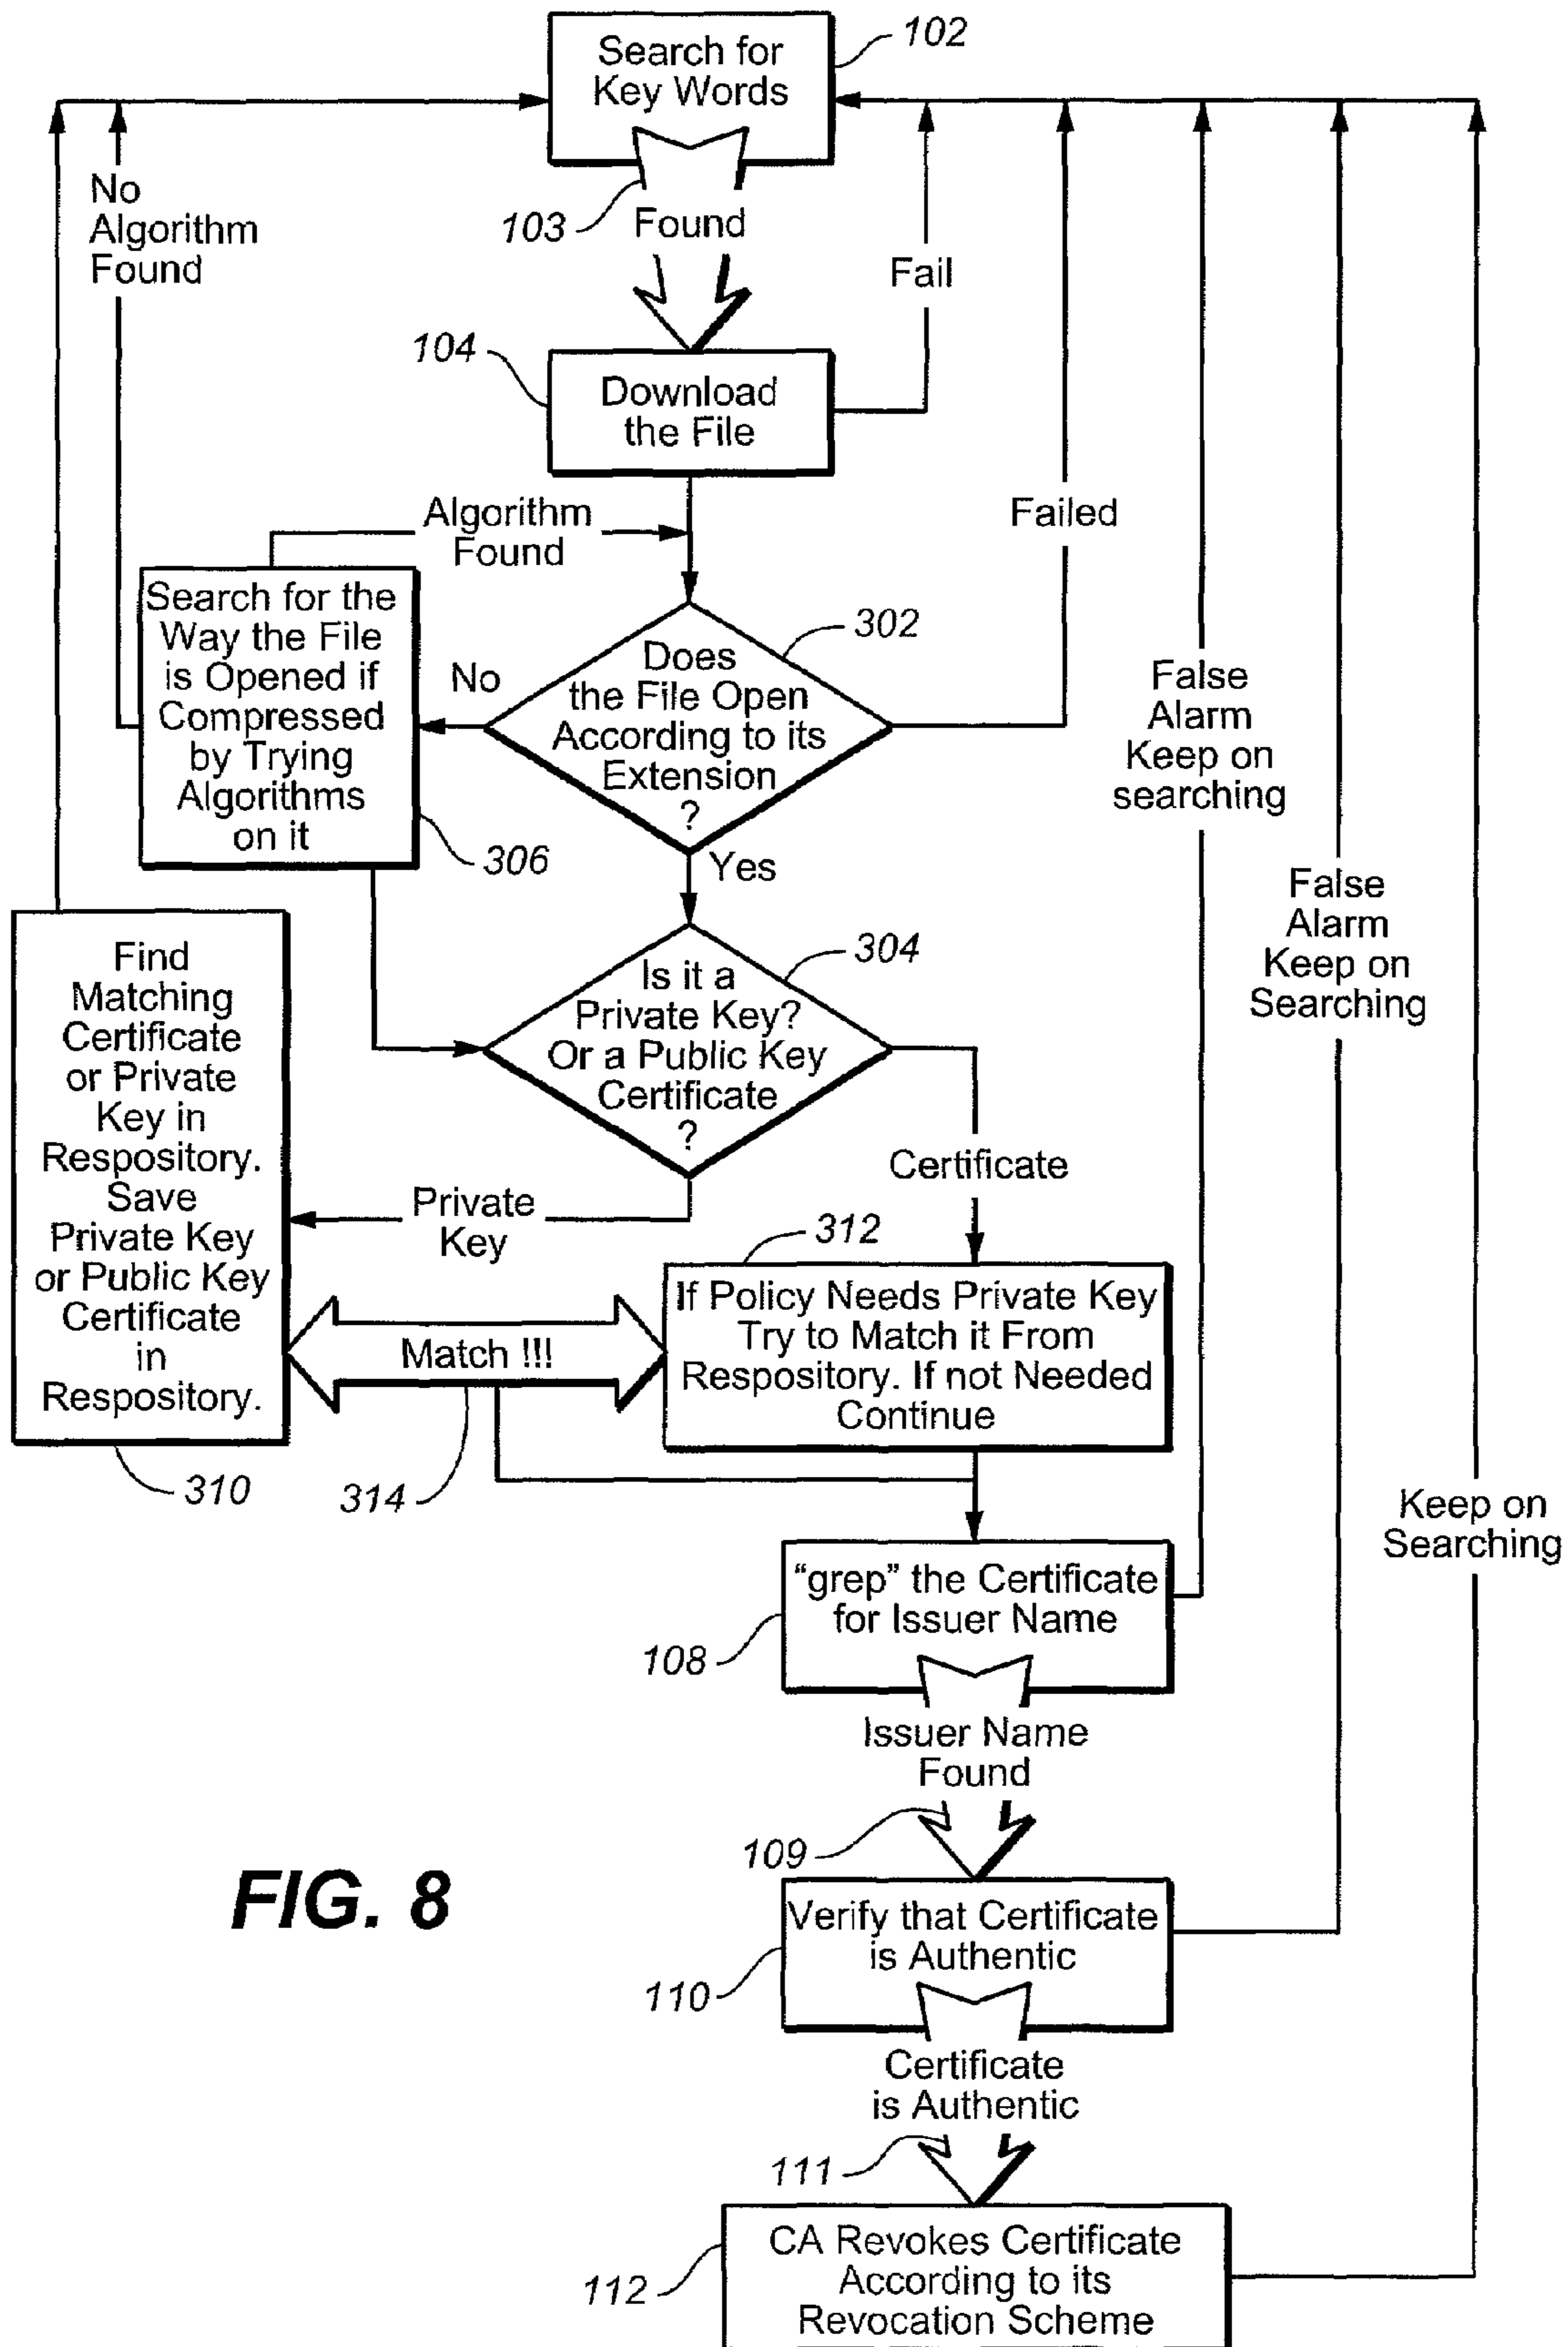 Search for
Key Words
102
No
Algorithm
Found
103
Found
Fail
104
Download
the File
Algorithm
Found
Failed
Search for the
Way the File
is Opened if
Compressed
by Trying
Algorithms
on it
306
No
302
Does
the File Open
According to its
Extension
?
Yes
False
Alarm
Keep on
searching
False
Alarm
Keep on
Searching
Find
Matching
Certificate
or Private
Key in
Respository.
Save
Private Key
or Public Key
Certificate
in
Respository.
310
304
Is it a
Private Key?
Or a Public Key
Certificate
?
Certificate
Private
Key
312
If Policy Needs Private Key
Try to Match it From
Respository. If not Needed
Continue
Match !!!
314
Keep on
Searching
"grep" the Certificate
for Issuer Name
108
Issuer Name
Found
109
FIG. 8
Verify that Certificate
is Authentic
110
Certificate
is Authentic
111
CA Revokes Certificate
According to its
Revocation Scheme
112